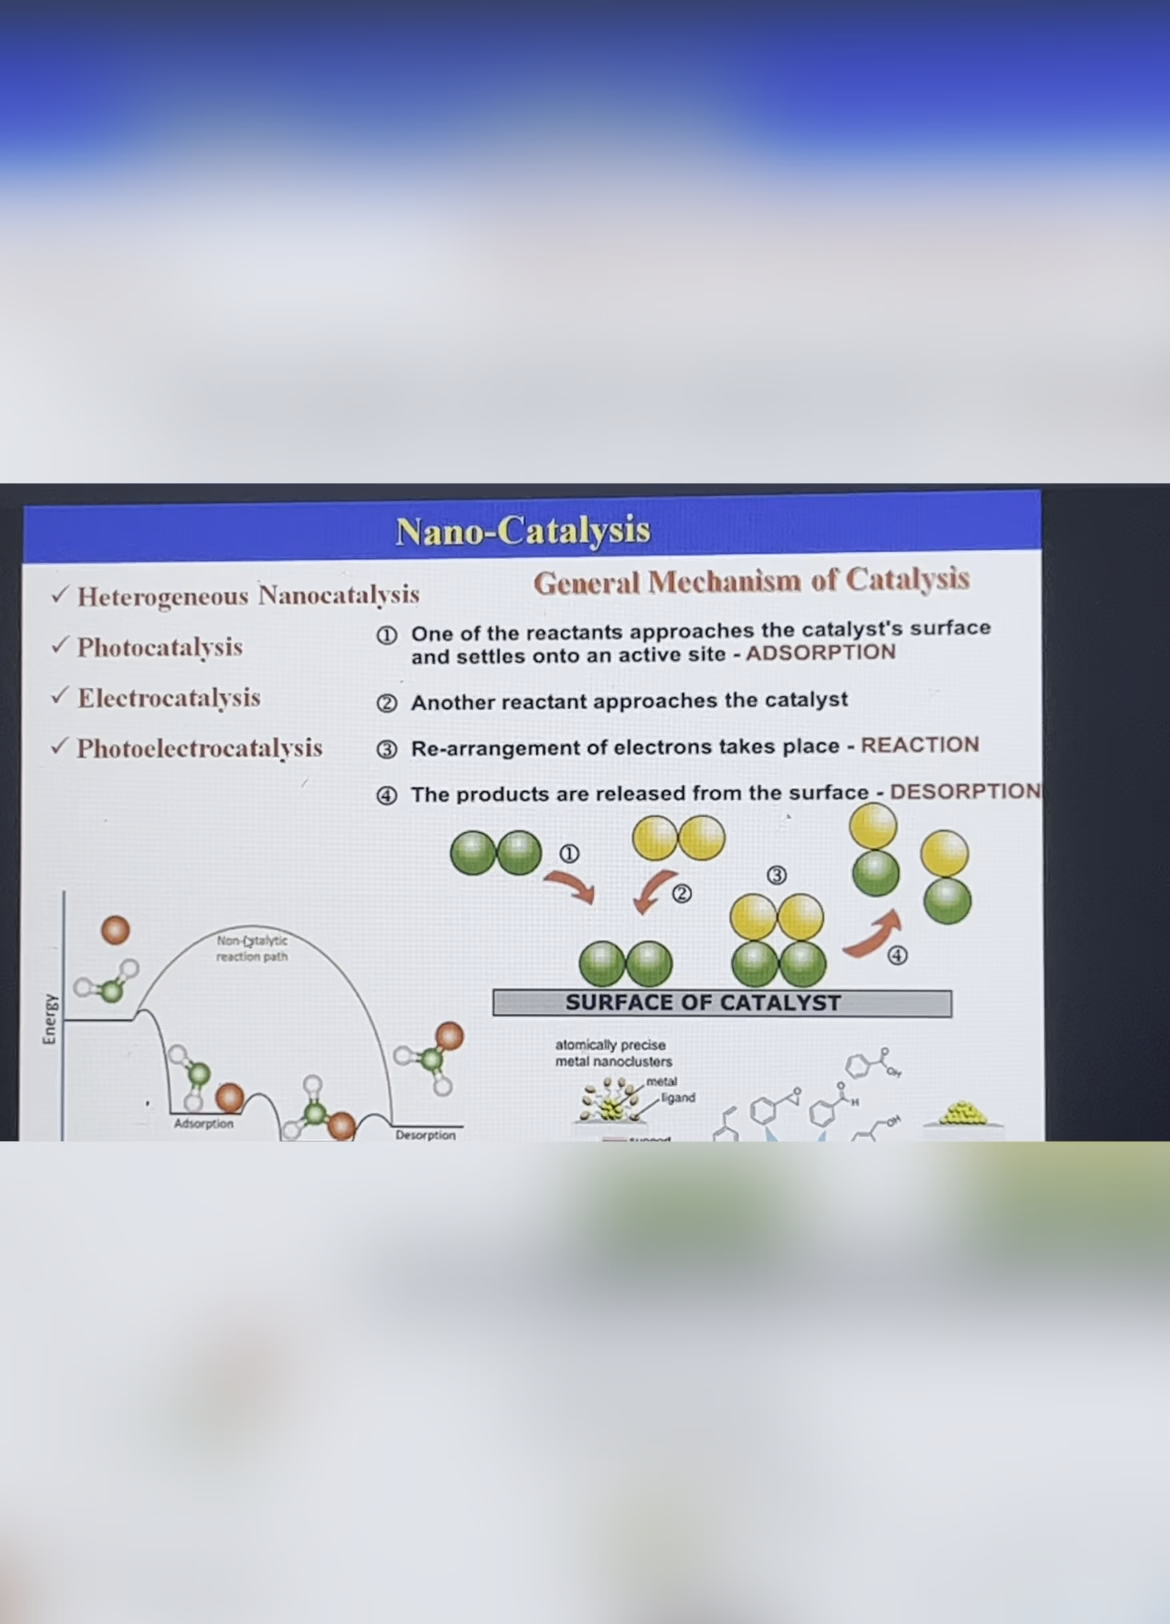 Nano-Catalysis
✓ Heterogeneous Nanocatalysis
✓ Photocatalysis
✓ Electrocatalysis
✓ Photoelectrocatalysis
General Mechanism of Catalysis
① One of the reactants approaches the catalyst's surface
and settles onto an active site - ADSORPTION
② Another reactant approaches the catalyst
③ Re-arrangement of electrons takes place - REACTION
④ The products are released from the surface - DESORPTION
①
②
③
④
SURFACE OF CATALYST
Energy
Non-Catalytic
reaction path
Adsorption
Desorption
atomically precise
metal nanoclusters
metal
ligand
support
H
OH